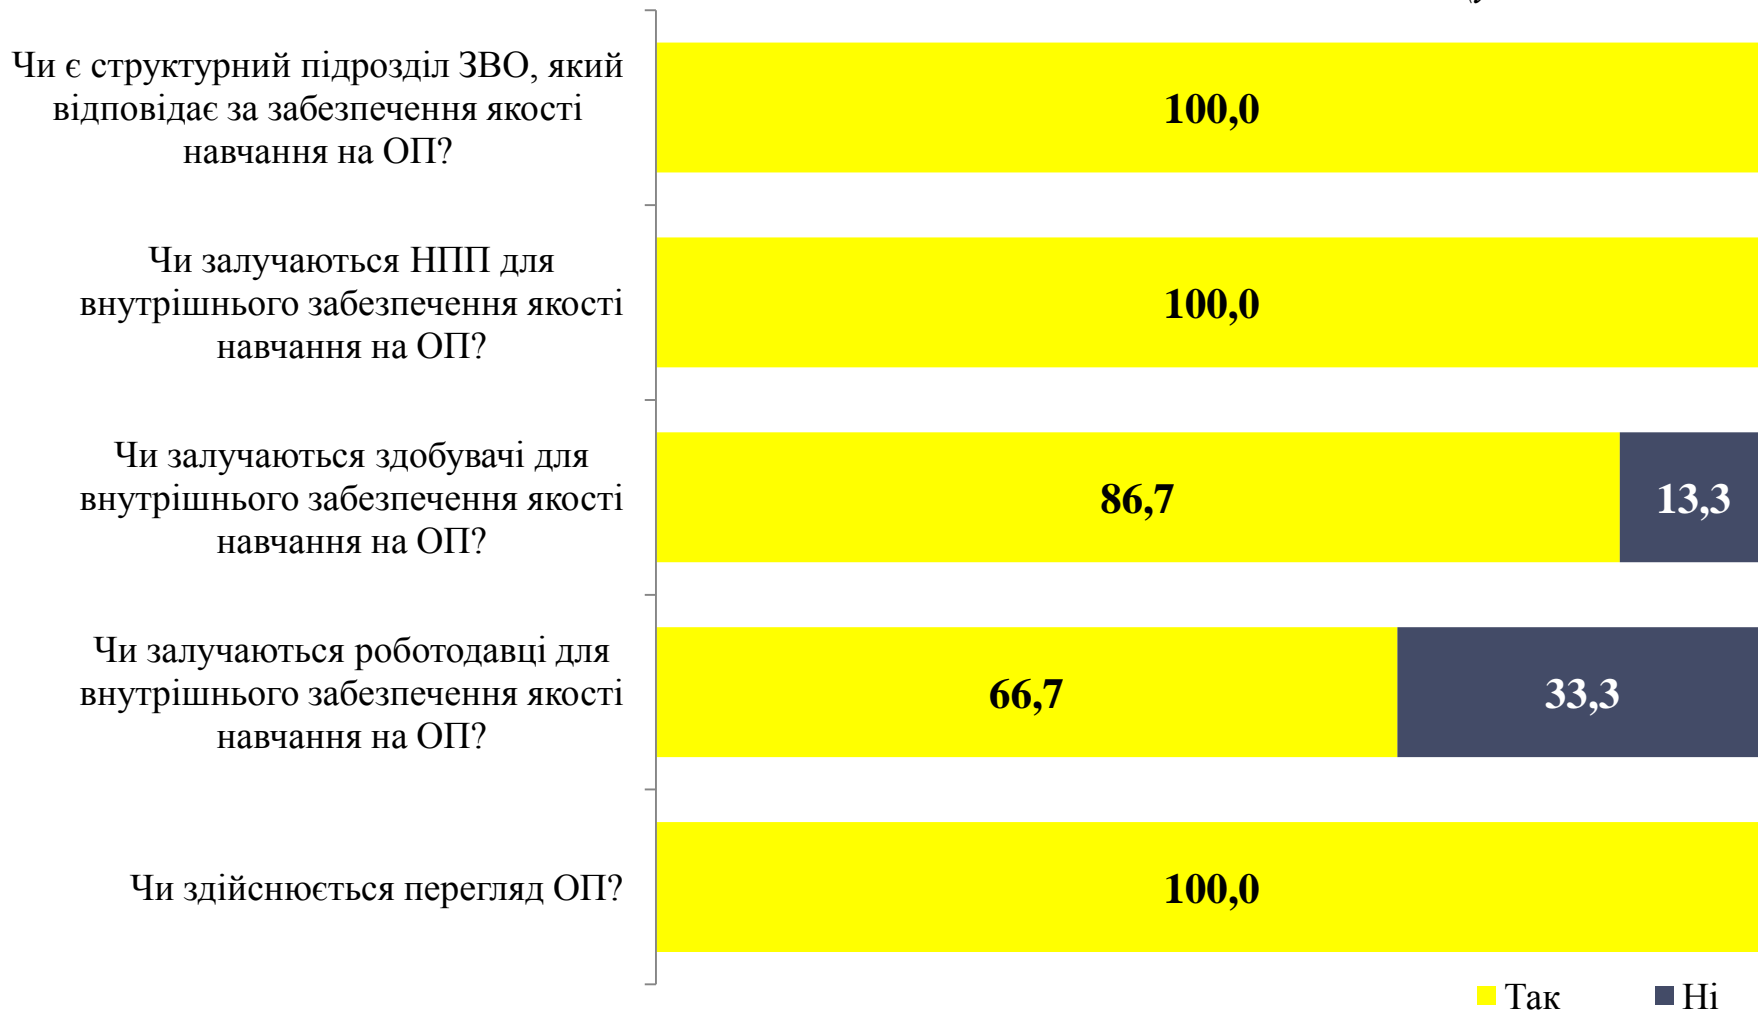 Чи є структурний підрозділ ЗВО, який
відповідає за забезпечення якості
навчання на ОП?
100,0
Чи залучаються НПП для
внутрішнього забезпечення якості
навчання на ОП?
100,0
Чи залучаються здобувачі для
внутрішнього забезпечення якості
навчання на ОП?
86,7
13,3
Чи залучаються роботодавці для
внутрішнього забезпечення якості
навчання на ОП?
66,7
33,3
Чи здійснюється перегляд ОП?
100,0
Так
Ні